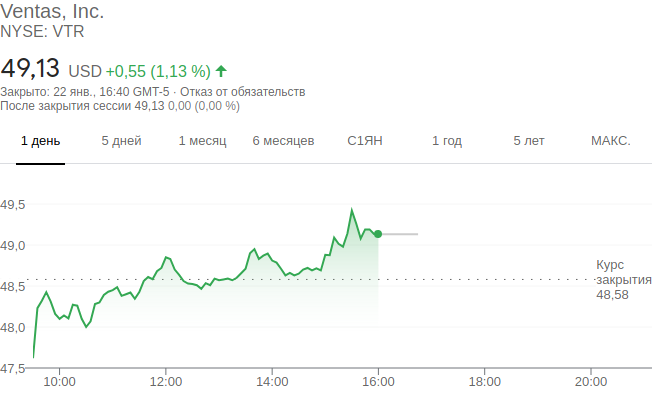 Ventas, Inc.
NYSE: VTR
49,13 USD +0,55 (1,13 %)
Закрыто: 22 янв., 16:40 GMT-5 · Отказ от обязательств
После закрытия сессии 49,13 0,00 (0,00 %)
1 день 5 дней 1 месяц 6 месяцев С1ЯН 1 год 5 лет МАКС.
49,5
49,0
Курс
закрытия
48,58
48,5
48,0
47,5
10:00 12:00 14:00 16:00 18:00 20:00